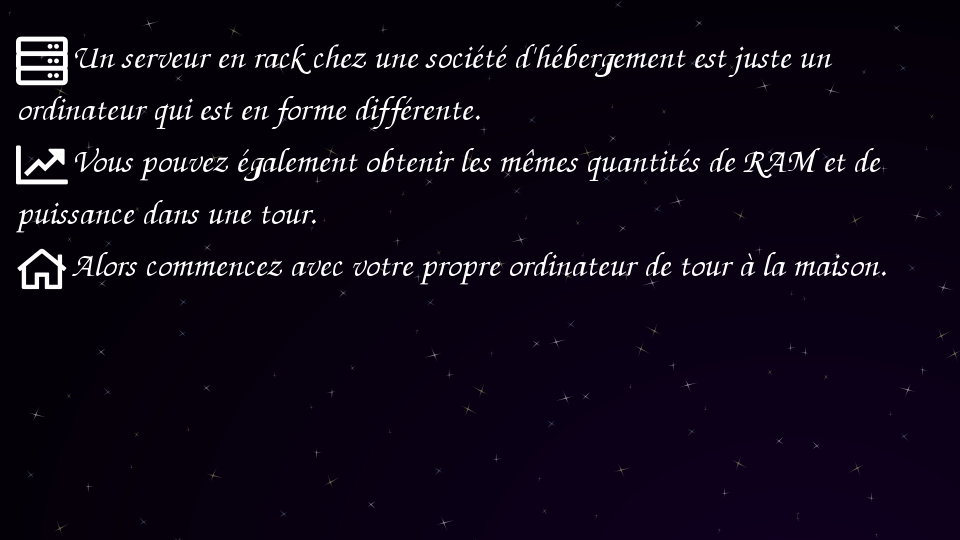 Un serveur en rack chez une société d'hébergement est juste un
ordinateur qui est en forme différente.
Vous pouvez également obtenir les mêmes quantités de RAM et de
puissance dans une tour.
Alors commencez avec votre propre ordinateur de tour à la maison.